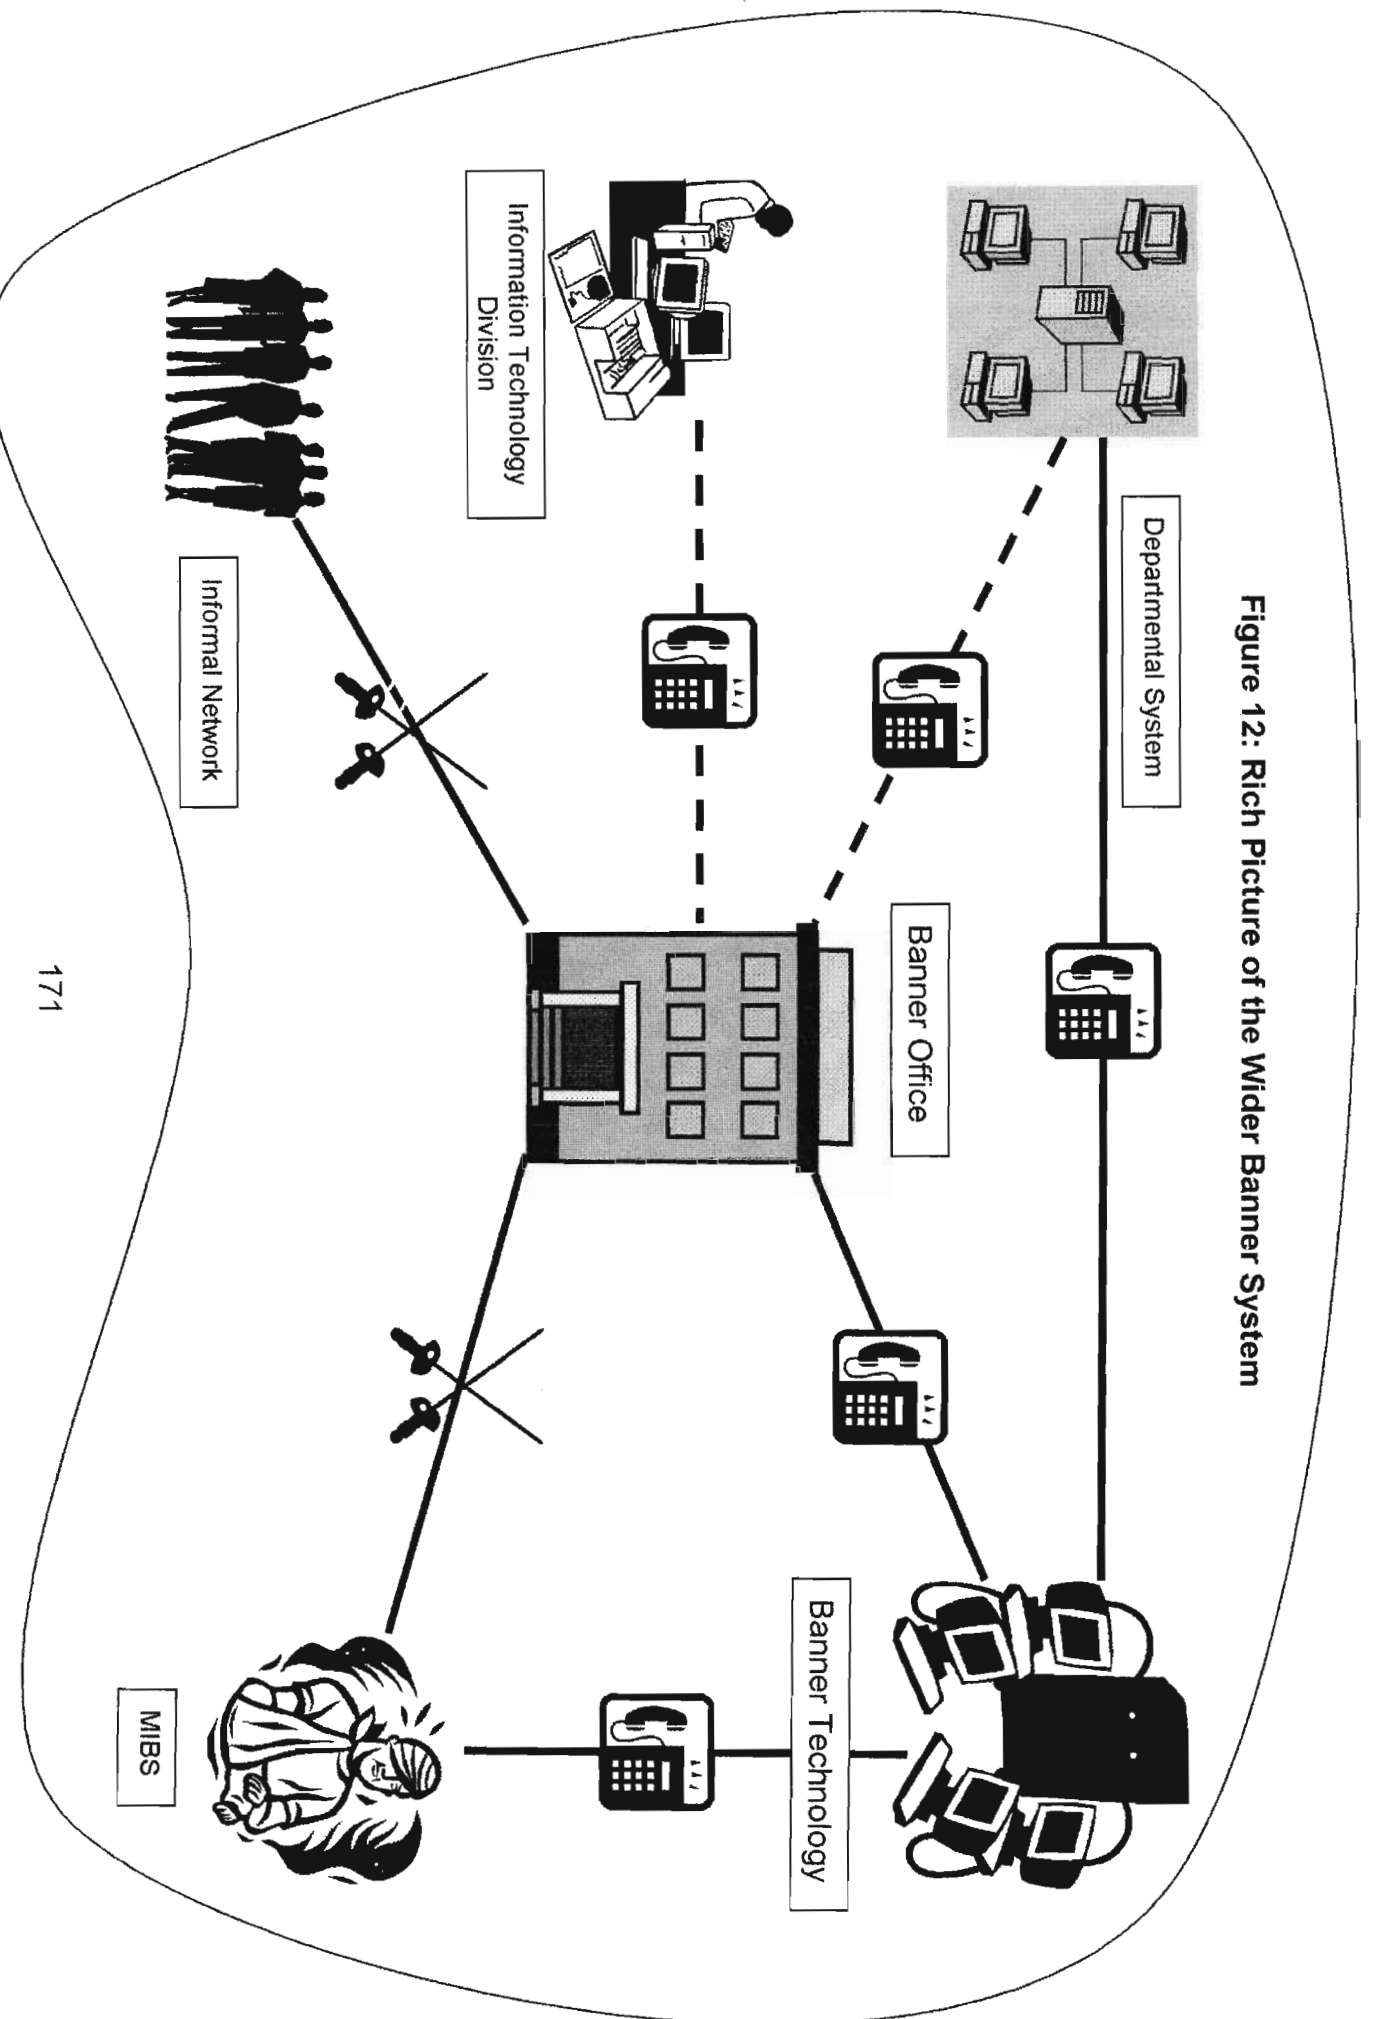 Figure 12: Rich Picture of the Wider Banner System
Departmental System
Banner Office
Banner Technology
Information Technology
Division
Informal Network
MIBS
171